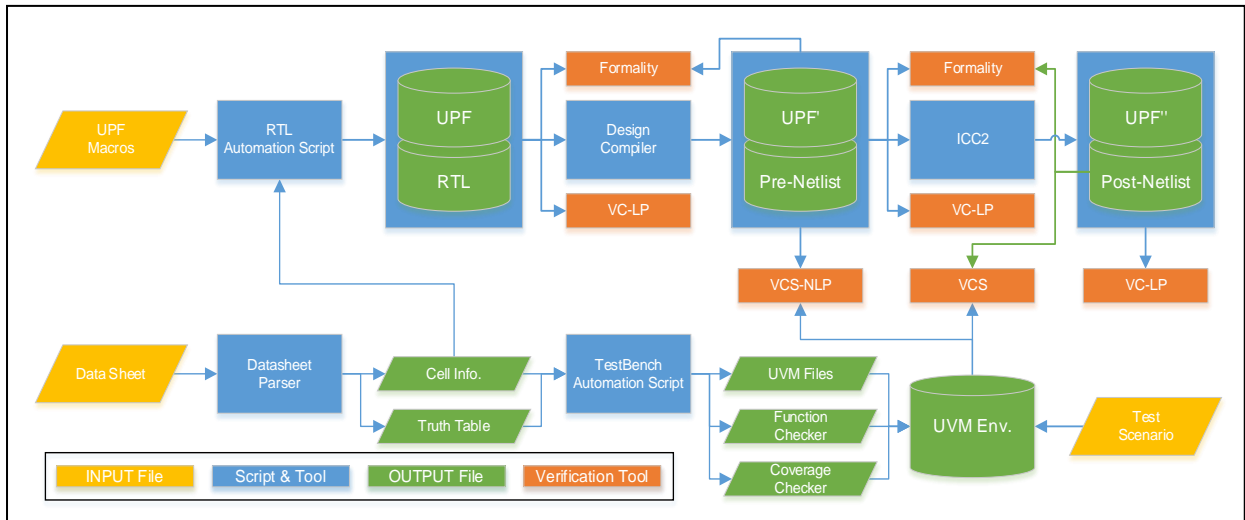 Formality
Formality
UPF
Macros
RTL
Automation Script
UPF
RTL
Design
Compiler
UPF'
Pre-Netlist
ICC2
UPF''
Post-Netlist
VC-LP
VC-LP
VCS-NLP
VCS
VC-LP
Data Sheet
Datasheet
Parser
Cell Info.
Truth Table
TestBench
Automation Script
UVM Files
Function
Checker
Coverage
Checker
UVM Env.
Test
Scenario
INPUT File
Script & Tool
OUTPUT File
Verification Tool